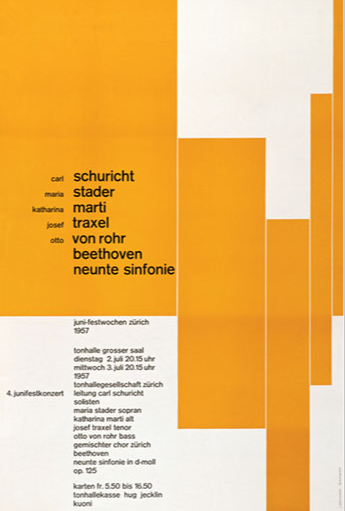 carl schuricht
maria stader
katharina marti
josef traxel
otto von rohr
beethoven
neunte sinfonie
juni-festwochen zürich
1957
tonhalle grosser saal
dienstag 2. juli 20.15 uhr
mittwoch 3. juli 20.15 uhr
1957
tonhallegesellschaft zürich
4. junifestkonzert leitung carl schuricht
solisten
maria stader sopran
katharina marti alt
josef traxel tenor
otto von rohr bass
gemischter chor zürich
beethoven
neunte sinfonie in d-moll
op. 125
karten fr. 5.50 bis 16.50
tonhallekasse hug jecklin
kuoni